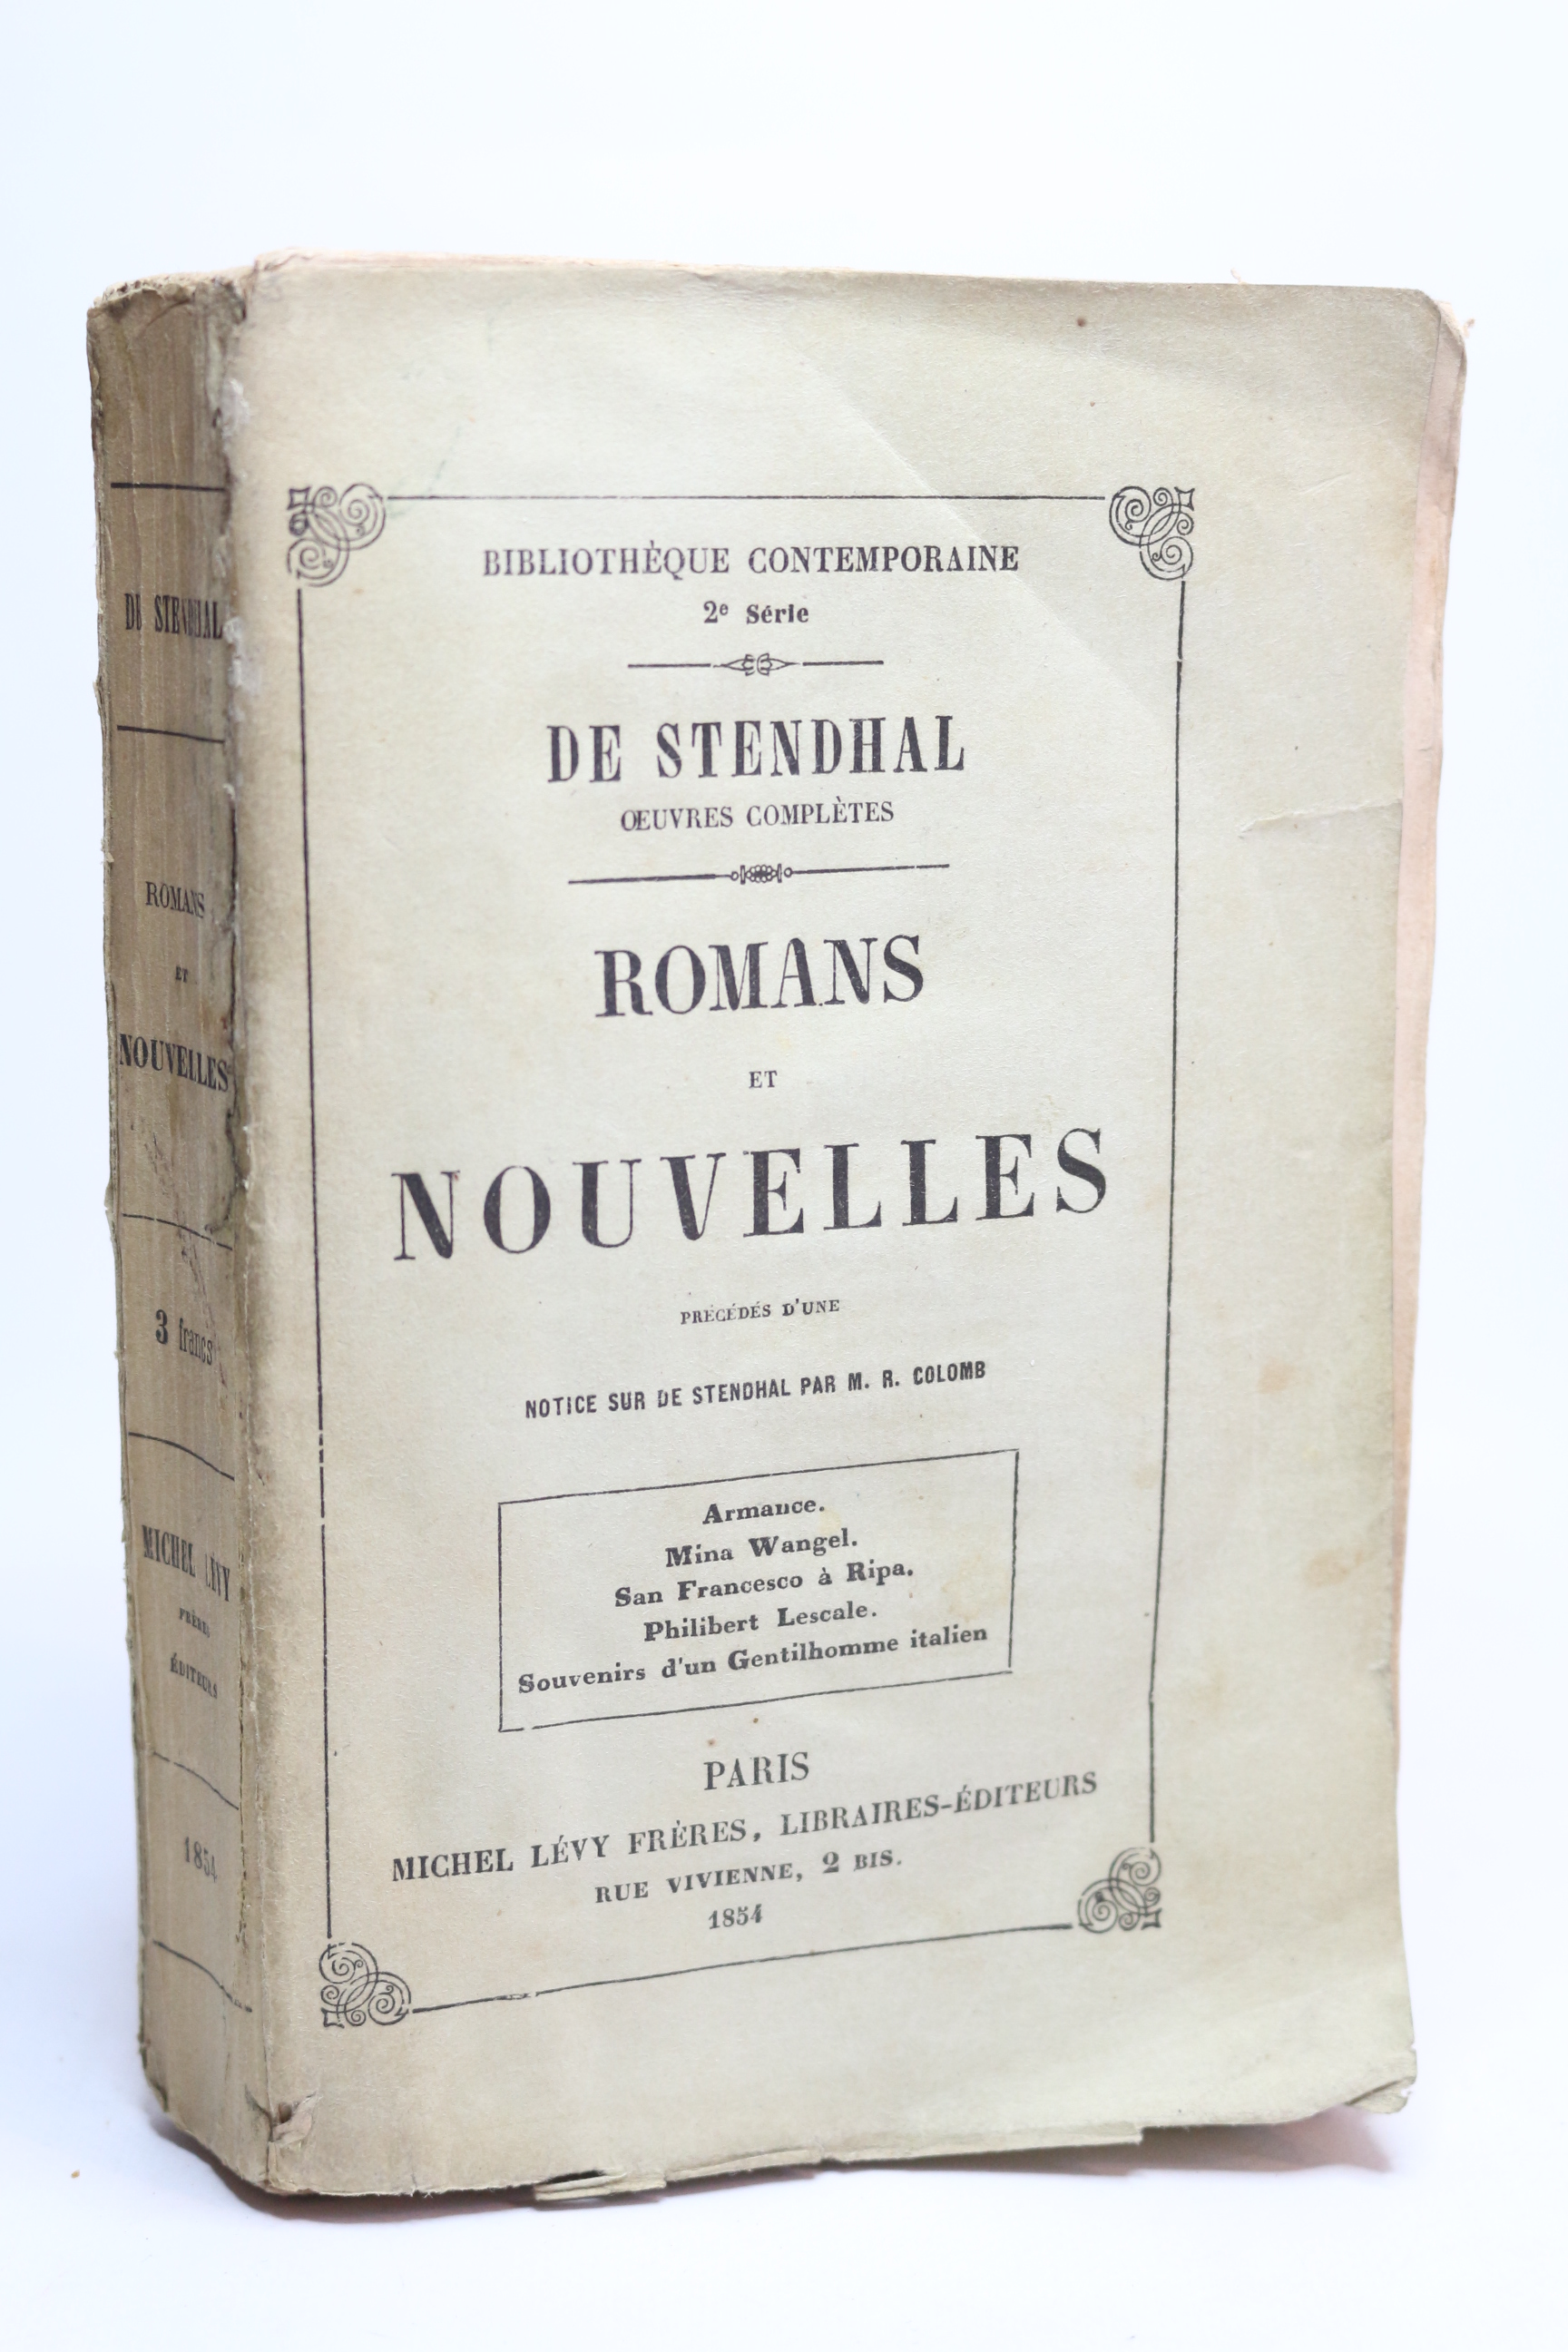 DE STENDHAL
ROMANS
ET
NOUVELLES
3 francs
MICHEL LÉVY
FRÈRES
ÉDITEURS
1854
BIBLIOTHÈQUE CONTEMPORAINE
2e Série
DE STENDHAL
ŒUVRES COMPLÈTES
ROMANS
ET
NOUVELLES
PRÉCÉDÉS D'UNE
NOTICE SUR DE STENDHAL PAR M. R. COLOMB
Armance.
Mina Wangel.
San Francesco à Ripa.
Philibert Lescale.
Souvenirs d'un Gentilhomme italien
PARIS
MICHEL LÉVY FRÈRES, LIBRAIRES-ÉDITEURS
RUE VIVIENNE, 2 BIS.
1854